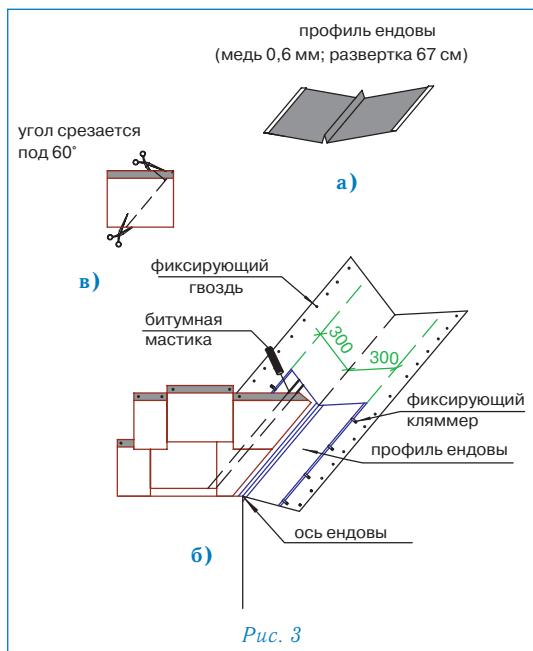 профиль ендовы
(медь 0,6 мм; развертка 67 см)
а)
угол срезается
под 60°
в)
фиксирующий
гвоздь
битумная
мастика
300
300
фиксирующий
кляммер
профиль ендовы
ось ендовы
б)
Рис. 3